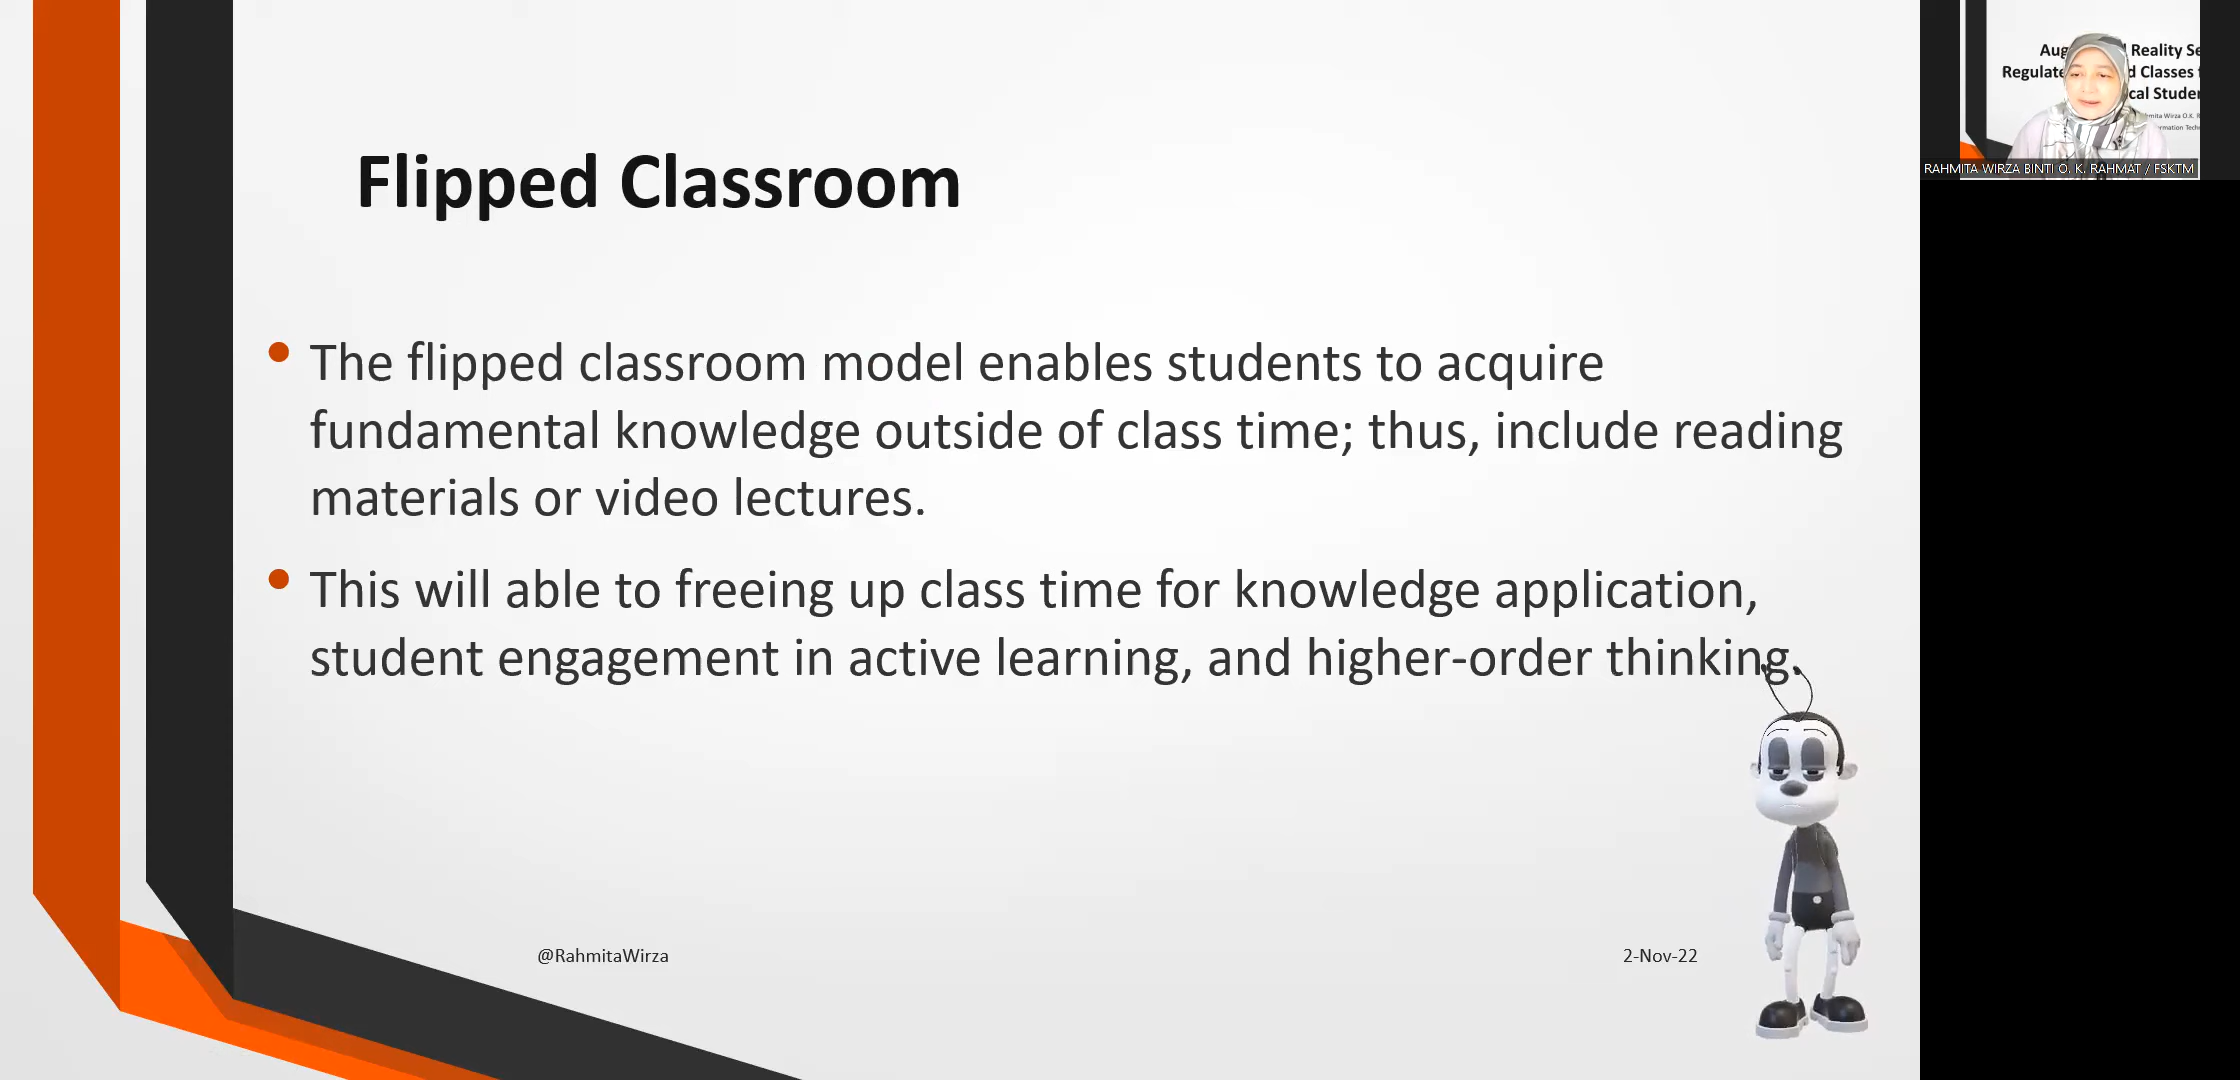 Flipped Classroom
The flipped classroom model enables students to acquire
fundamental knowledge outside of class time; thus, include reading
materials or video lectures.
This will able to freeing up class time for knowledge application,
student engagement in active learning, and higher-order thinking.
@RahmitaWirza
2-Nov-22
Reality
Classes
RAHMITA WIRZA BINTI O. K. RAHMAT / FSKTM